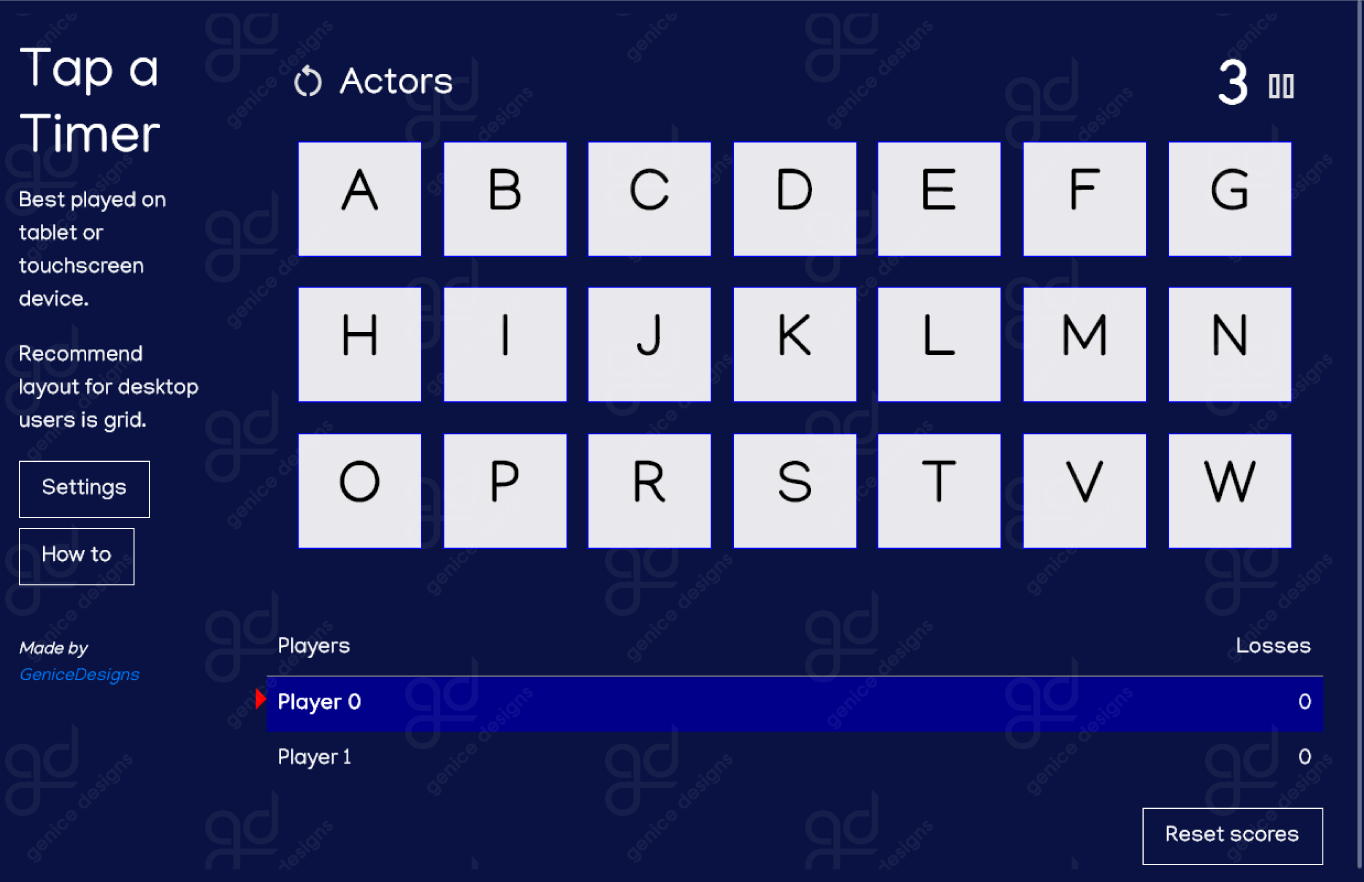 Tap a
Timer
Best played on
tablet or
touchscreen
device.
Recommend
layout for desktop
users is grid.
Settings
How to
Made by
GeniceDesigns
Actors
3
A B C D E F G
H I J K L M N
O P R S T V W
Players Losses
Player 0 0
Player 1 0
Reset scores
gd
genice designs